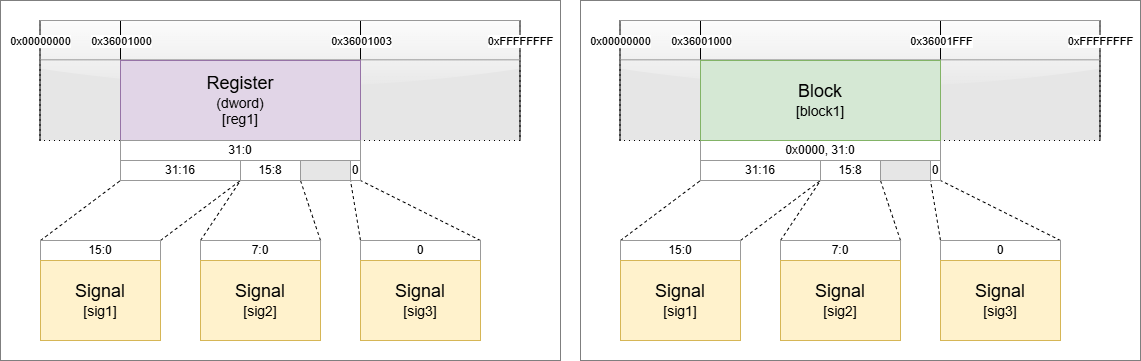 0x00000000 0x36001000 0x36001003 0xFFFFFFFF
Register
(dword)
[reg1]
31:0
31:16 15:8 0
15:0 7:0 0
Signal Signal Signal
[sig1] [sig2] [sig3]
0x00000000 0x36001000 0x36001FFF 0xFFFFFFFF
Block
[block1]
0x0000, 31:0
31:16 15:8 0
15:0 7:0 0
Signal Signal Signal
[sig1] [sig2] [sig3]